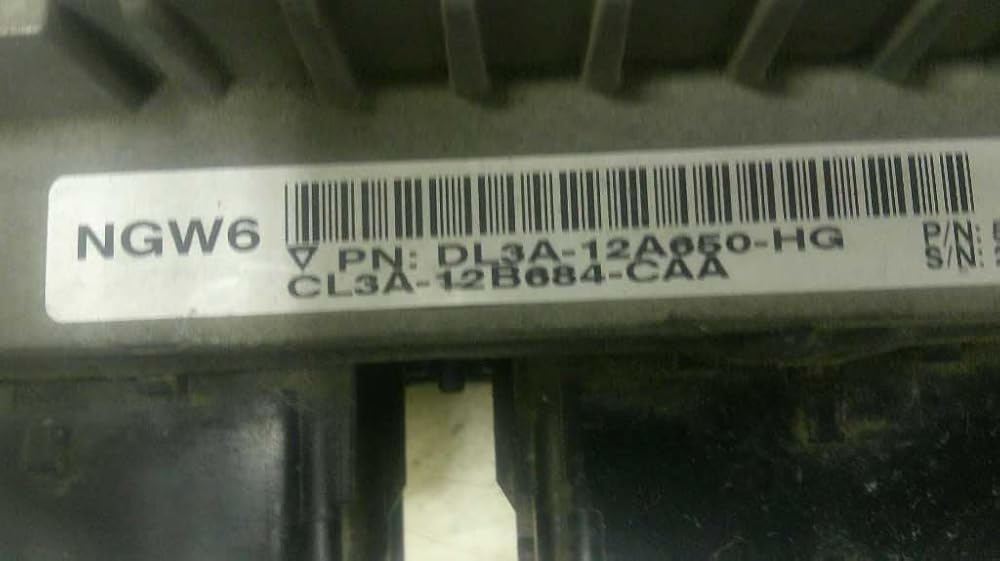 NGW6
PN: DL3A-12A650-HG
CL3A-12B684-CAA
P/N:
S/N: